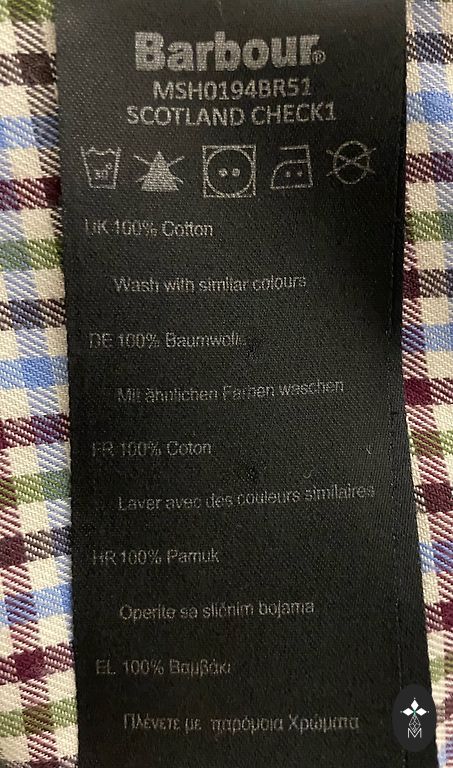 Barbour®
MSH0194BR51
SCOTLAND CHECK1
UK 100% Cotton
Wash with similar colours
DE 100% Baumwolle
Mit ähnlichen Farben waschen
FR 100% Coton
Laver avec des couleurs similaires
HR 100% Pamuk
Operite sa sličnim bojama
EL 100% Βαμβάκι
Πλένετε με παρόμοια Χρώματα